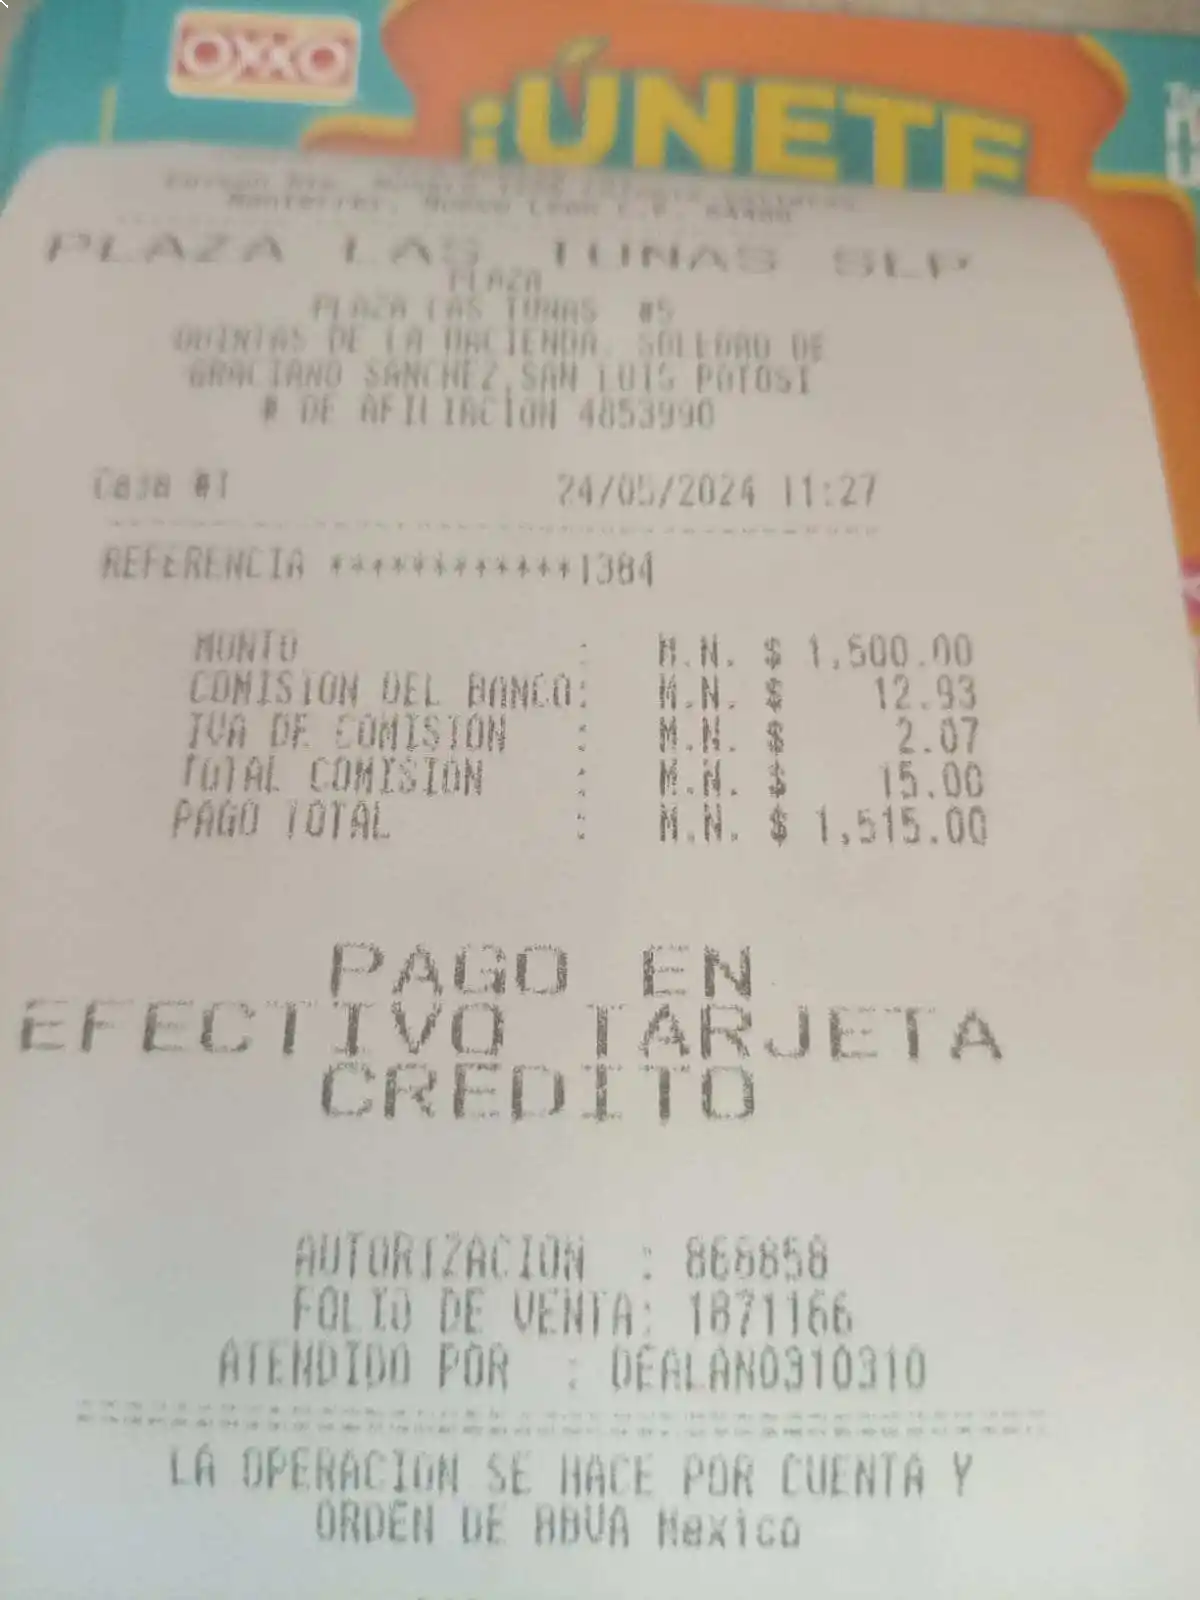 OXXO
¡ÚNETE
Monterrey, Nuevo Leon C.P. 64480
PLAZA LAS TUNAS SLP
PLAZA
PLAZA LAS TUNAS #5
QUINTAS DE LA HACIENDA, SOLEDAD DE
GRACIANO SANCHEZ,SAN LUIS POTOSI
# DE AFILIACION 4853990
Caja #1 24/05/2024 11:27
REFERENCIA ************1384
MONTO : M.N. $ 1,500.00
COMISION DEL BANCO: M.N. $ 12.93
IVA DE COMISION : M.N. $ 2.07
TOTAL COMISION : M.N. $ 15.00
PAGO TOTAL : M.N. $ 1,515.00
PAGO EN
EFECTIVO TARJETA
CREDITO
AUTORIZACION : 868858
FOLIO DE VENTA: 1871166
ATENDIDO POR : DEALAN0310310
LA OPERACION SE HACE POR CUENTA Y
ORDEN DE BBVA Mexico